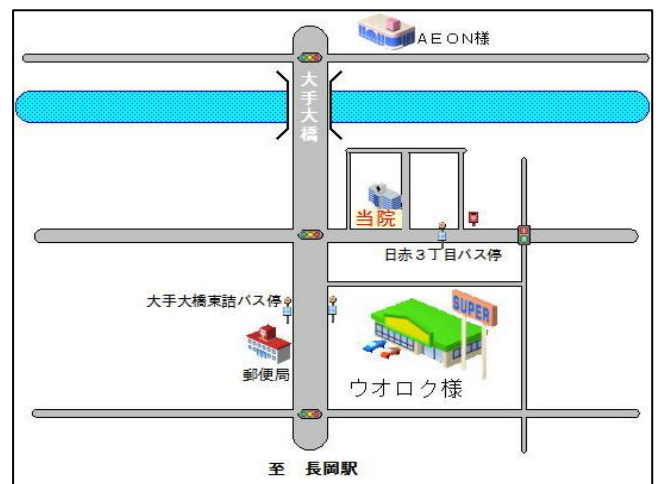 AEON様
大手大橋
当院
日赤3丁目バス停
大手大橋東詰バス停
SUPER
郵便局
ウオロク様
至 長岡駅